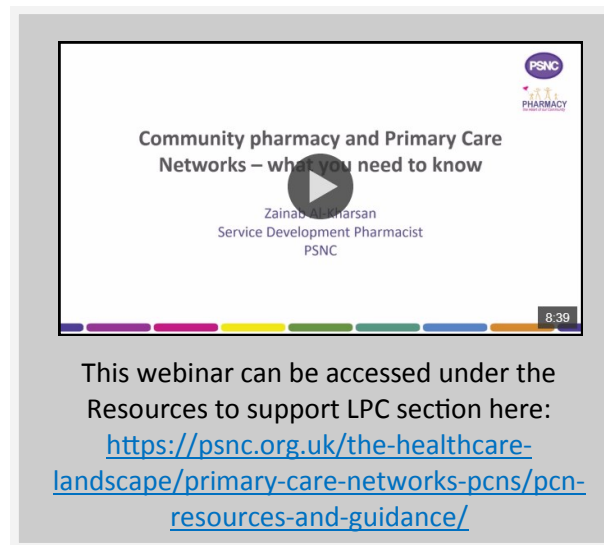 PSNC
PHARMACY
Community pharmacy and Primary Care
Networks – what you need to know
Zainab Al-Kharsan
Service Development Pharmacist
PSNC
8:39
This webinar can be accessed under the
Resources to support LPC section here:
https://psnc.org.uk/the-healthcare-
landscape/primary-care-networks-pcns/pcn-
resources-and-guidance/